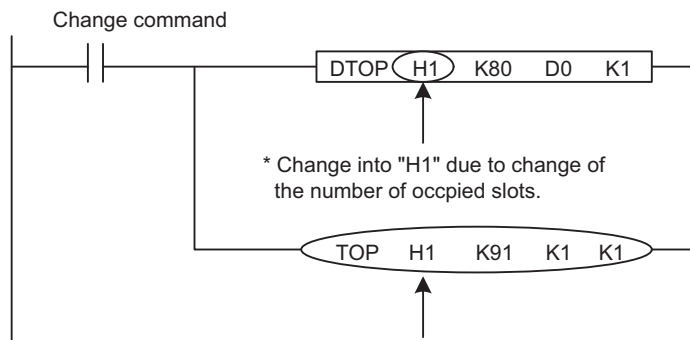 Change command
DTOP H1 K80 D0 K1
* Change into "H1" due to change of
the number of occpied slots.
TOP H1 K91 K1 K1